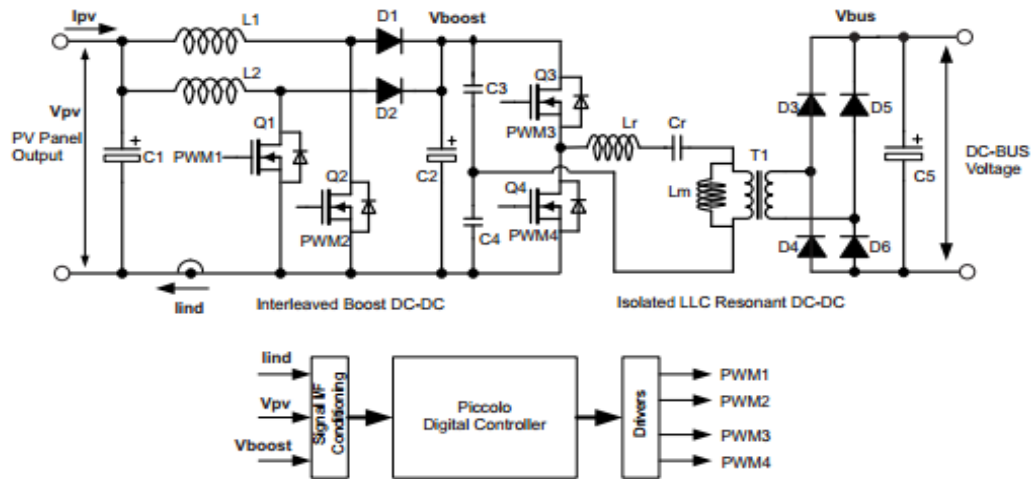 Ipv
L1
D1
Vboost
Vbus
L2
D2
Vpv
PV Panel
Output
C1
Q1
PWM1
Q2
PWM2
C2
C3
C4
Q3
PWM3
Q4
PWM4
Lr
Cr
Lm
T1
D3
D5
D4
D6
C5
DC-BUS
Voltage
Iind
Interleaved Boost DC-DC
Isolated LLC Resonant DC-DC
Iind
Vpv
Vboost
Signal I/F
Conditioning
Piccolo
Digital Controller
Drivers
PWM1
PWM2
PWM3
PWM4